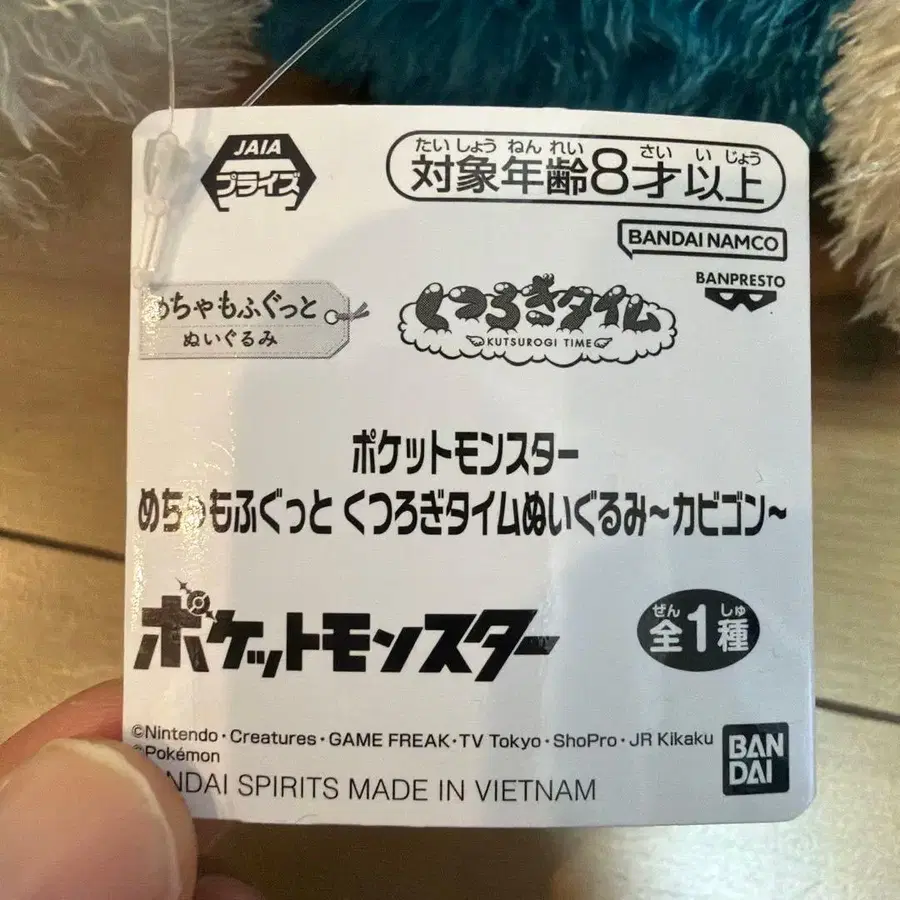 JAIA
プライズ
たいしょうねんれい さい いじょう
対象年齢8才以上
BANDAI NAMCO
BANPRESTO
めちゃもふぐっと
ぬいぐるみ
くつろぎタイム
KUTSUROGI TIME
ポケットモンスター
めちゃもふぐっと くつろぎタイムぬいぐるみ～カビゴン～
ポケットモンスター
ぜん しゅ
全1種
©Nintendo・Creatures・GAME FREAK・TV Tokyo・ShoPro・JR Kikaku
©Pokémon
BANDAI SPIRITS MADE IN VIETNAM
BAN
DAI